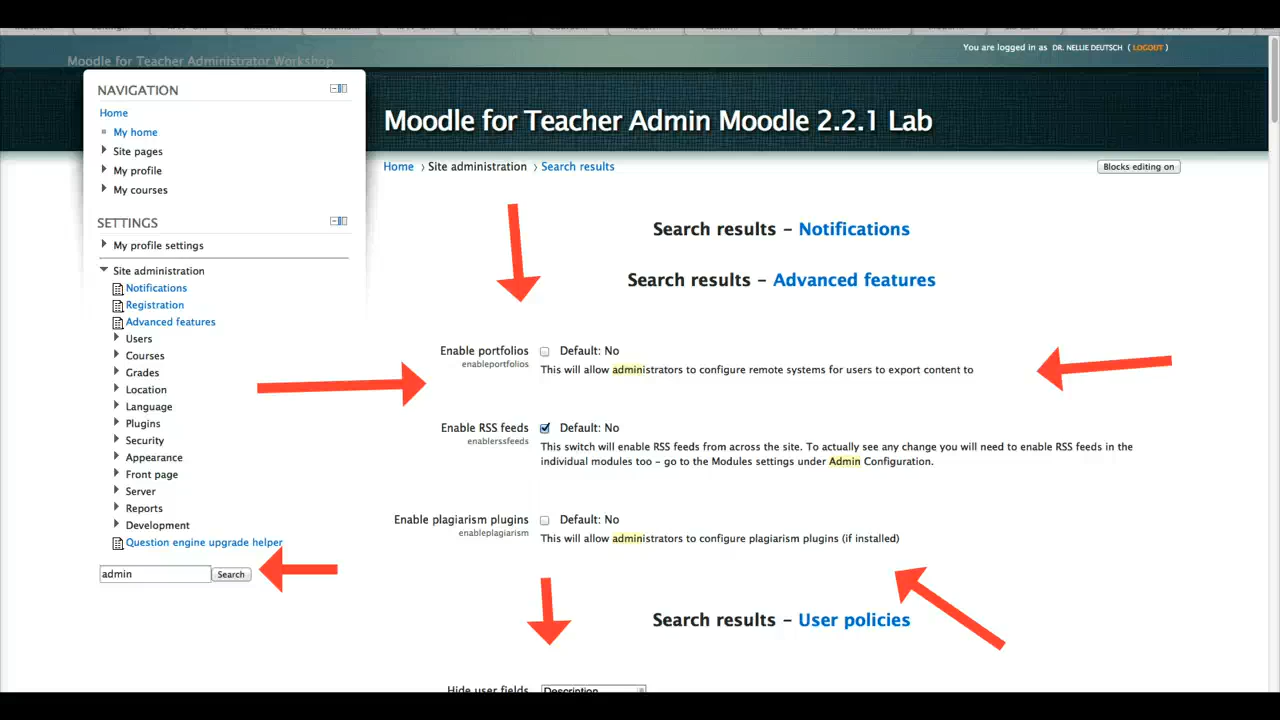 You are logged in as DR. NELLIE DEUTSCH ( LOGOUT )
Moodle for Teacher Administrator Workshop
NAVIGATION
Home
My home
Site pages
My profile
My courses
SETTINGS
My profile settings
Site administration
Notifications
Registration
Advanced features
Users
Courses
Grades
Location
Language
Plugins
Security
Appearance
Front page
Server
Reports
Development
Question engine upgrade helper
admin Search
Moodle for Teacher Admin Moodle 2.2.1 Lab
Home Site administration Search results
Blocks editing on
Search results – Notifications
Search results – Advanced features
Enable portfolios Default: No
enableportfolios
This will allow administrators to configure remote systems for users to export content to
Enable RSS feeds Default: No
enablerssfeeds
This switch will enable RSS feeds from across the site. To actually see any change you will need to enable RSS feeds in the
individual modules too – go to the Modules settings under Admin Configuration.
Enable plagiarism plugins Default: No
enableplagiarism
This will allow administrators to configure plagiarism plugins (if installed)
Search results – User policies
Hide user fields Description